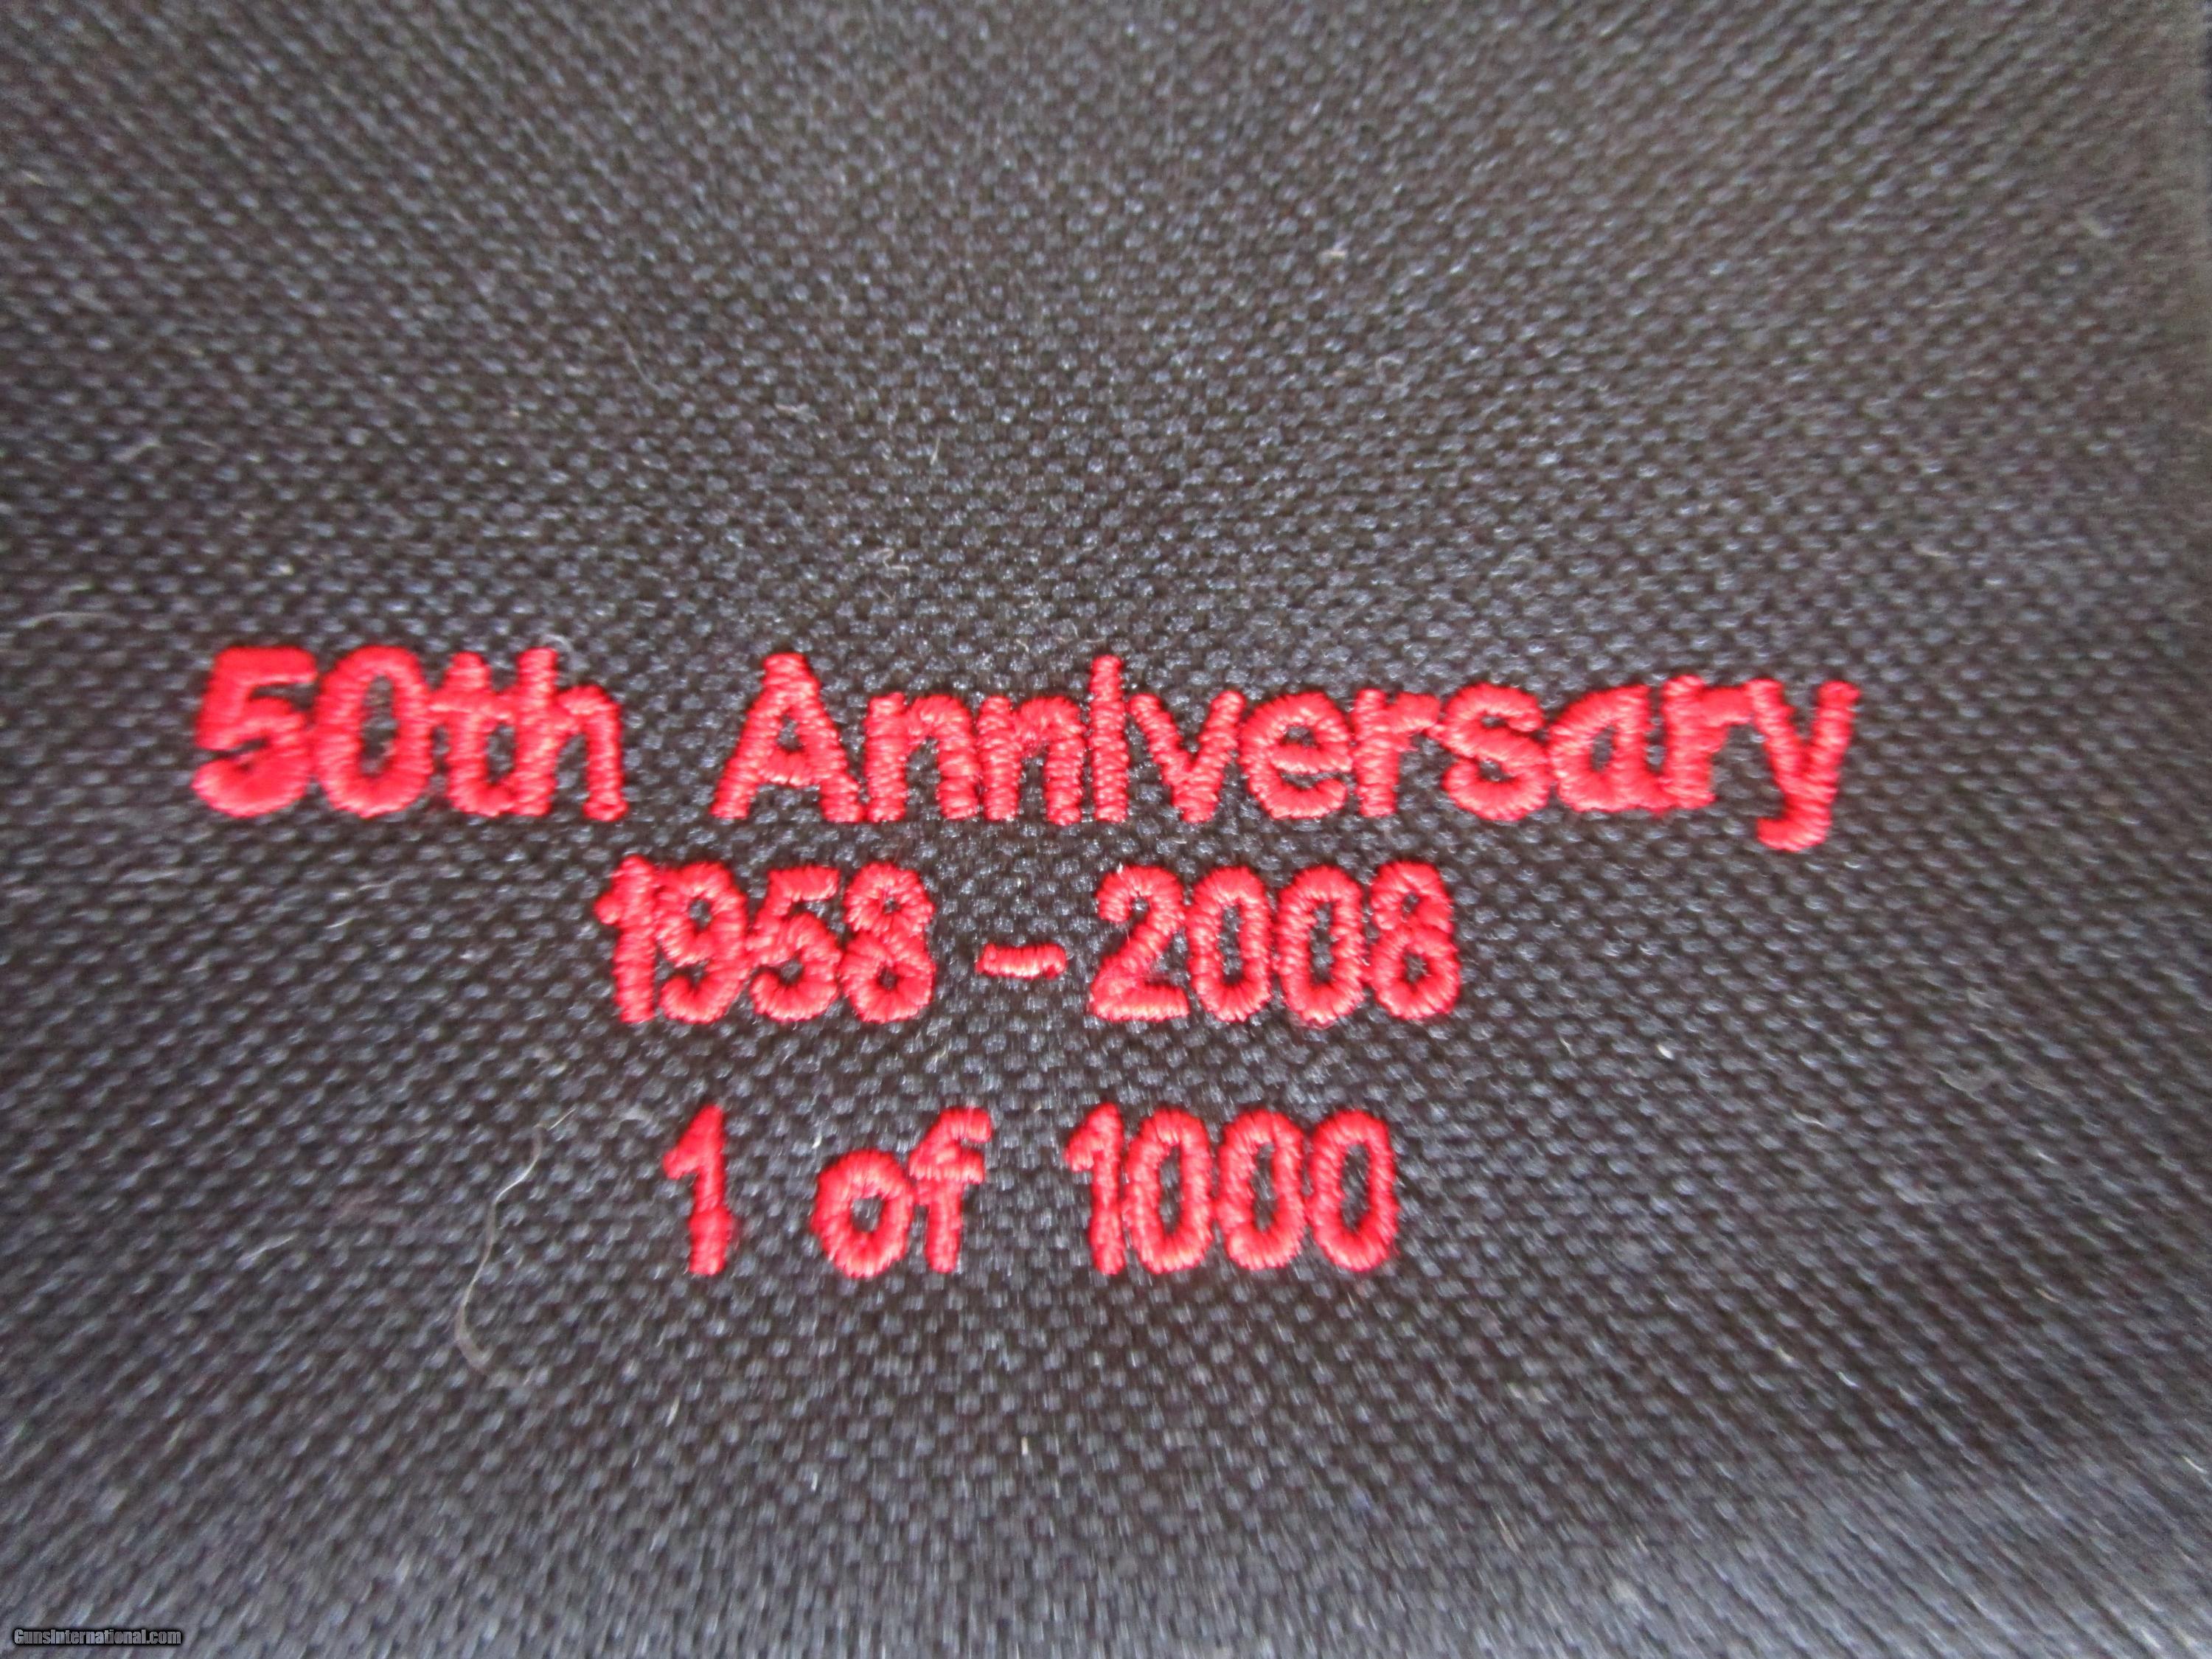 50th Anniversary
1958 - 2008
1 of 1000
GunsInternational.com